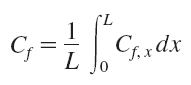 C_f = \frac{1}{L} \int_0^L C_{f,x} dx